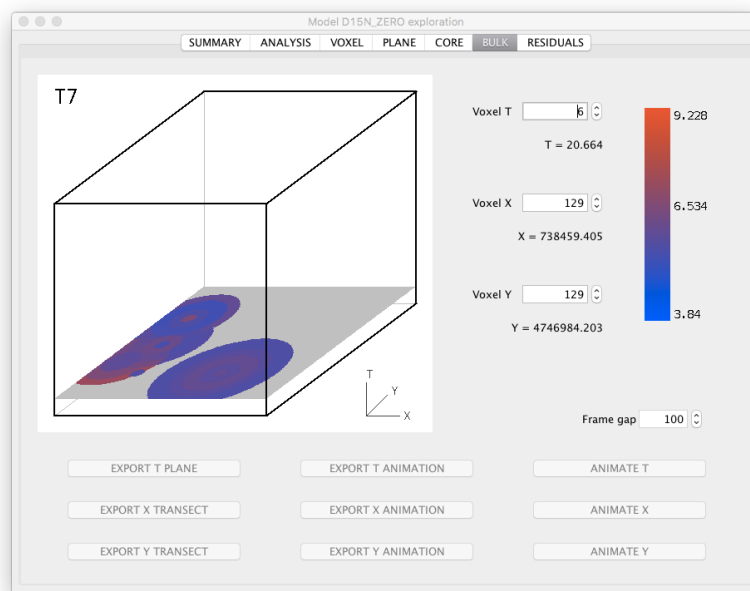 Model D15N_ZERO exploration
SUMMARY ANALYSIS VOXEL PLANE CORE BULK RESIDUALS
T7
Voxel T 6
T = 20.664
Voxel X 129
X = 738459.405
Voxel Y 129
Y = 4746984.203
9.228
6.534
3.84
T
Y
X
Frame gap 100
EXPORT T PLANE EXPORT T ANIMATION ANIMATE T
EXPORT X TRANSECT EXPORT X ANIMATION ANIMATE X
EXPORT Y TRANSECT EXPORT Y ANIMATION ANIMATE Y